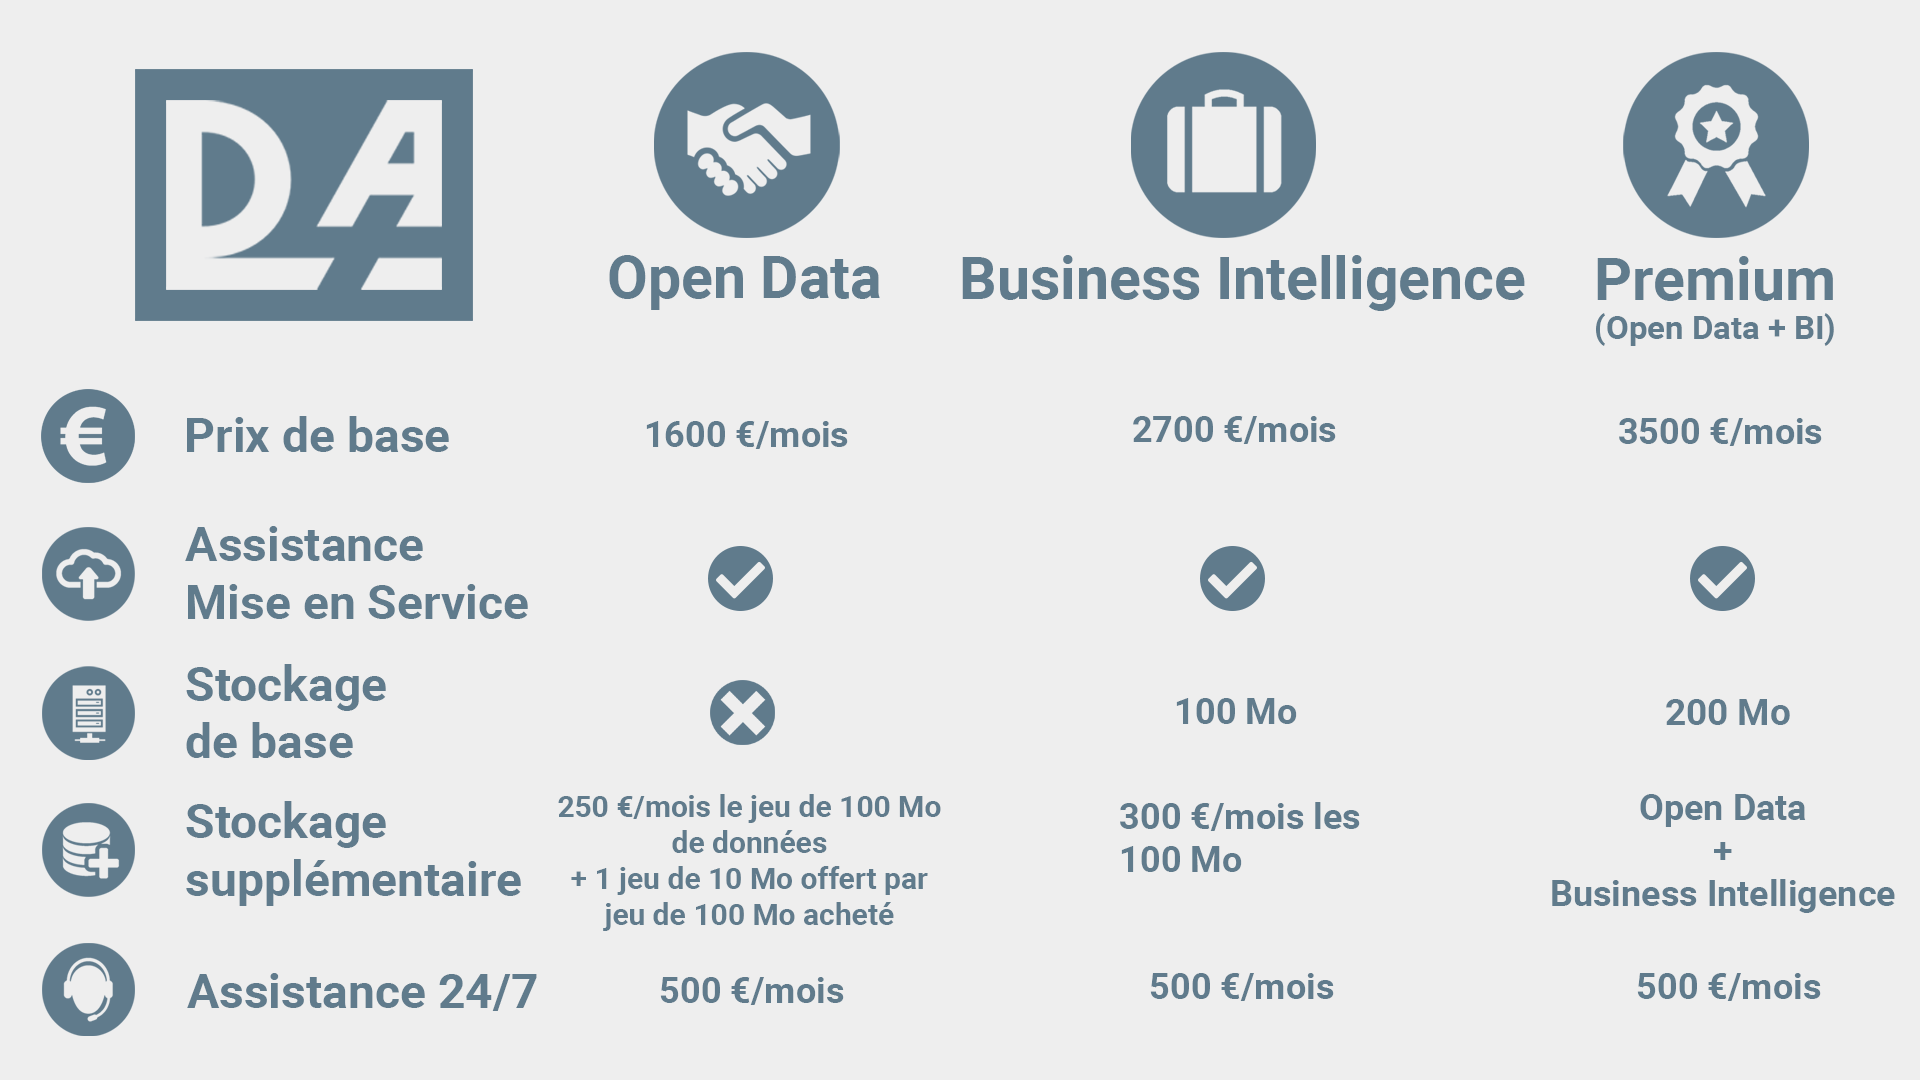 DA
Open Data
Business Intelligence
Premium
(Open Data + BI)
Prix de base
1600 €/mois
2700 €/mois
3500 €/mois
Assistance
Mise en Service
Stockage
de base
100 Mo
200 Mo
Stockage
supplémentaire
250 €/mois le jeu de 100 Mo
de données
+ 1 jeu de 10 Mo offert par
jeu de 100 Mo acheté
300 €/mois les
100 Mo
Open Data
+
Business Intelligence
Assistance 24/7
500 €/mois
500 €/mois
500 €/mois